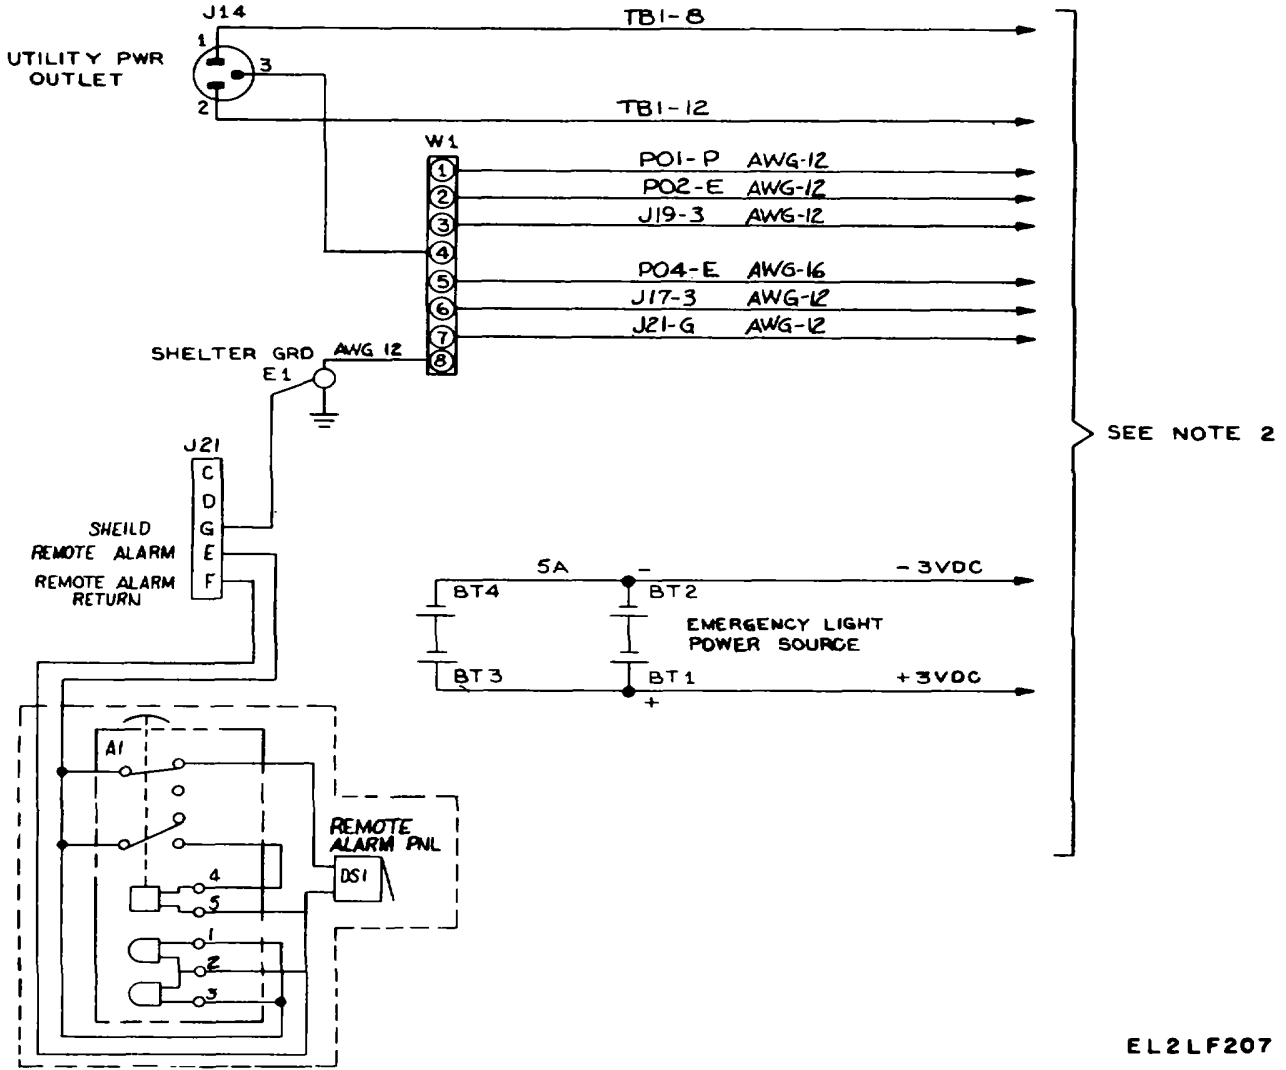 J14
TB1-8
1
UTILITY PWR
OUTLET
3
2
TB1-12
W1
1
PO1-P AWG-12
2
PO2-E AWG-12
3
J19-3 AWG-12
4
5
PO4-E AWG-16
6
J17-3 AWG-12
7
J21-G AWG-12
8
SHELTER GRD
E1
AWG 12
SEE NOTE 2
J21
C
D
SHEILD G
REMOTE ALARM E
REMOTE ALARM
RETURN
F
5A
-
-3VDC
BT4
BT2
EMERGENCY LIGHT
POWER SOURCE
BT3
BT1
+3VDC
+
A1
REMOTE
ALARM PNL
DS1
4
5
1
2
3
EL2LF207